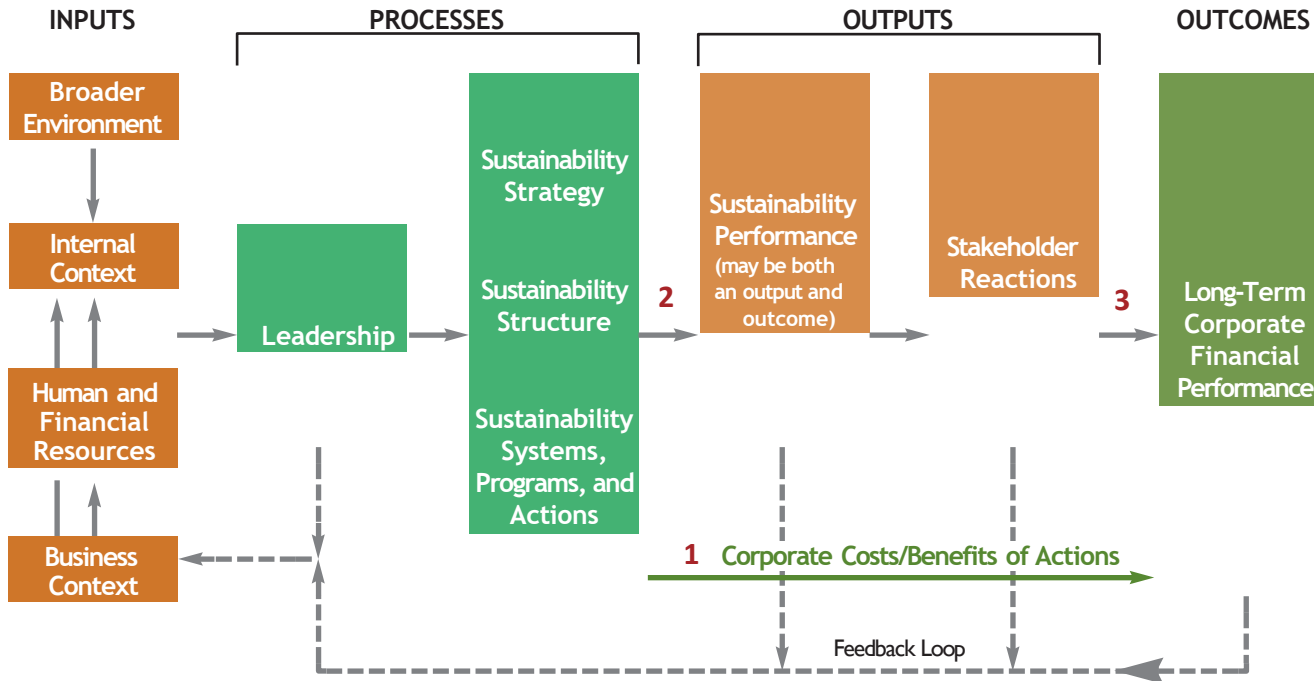 INPUTS
PROCESSES
OUTPUTS
OUTCOMES
Broader
Environment
Internal
Context
Human and
Financial
Resources
Business
Context
Leadership
Sustainability
Strategy
Sustainability
Structure
Sustainability
Systems,
Programs, and
Actions
2
Sustainability
Performance
(may be both
an output and
outcome)
Stakeholder
Reactions
3
Long-Term
Corporate
Financial
Performance
1 Corporate Costs/Benefits of Actions
Feedback Loop